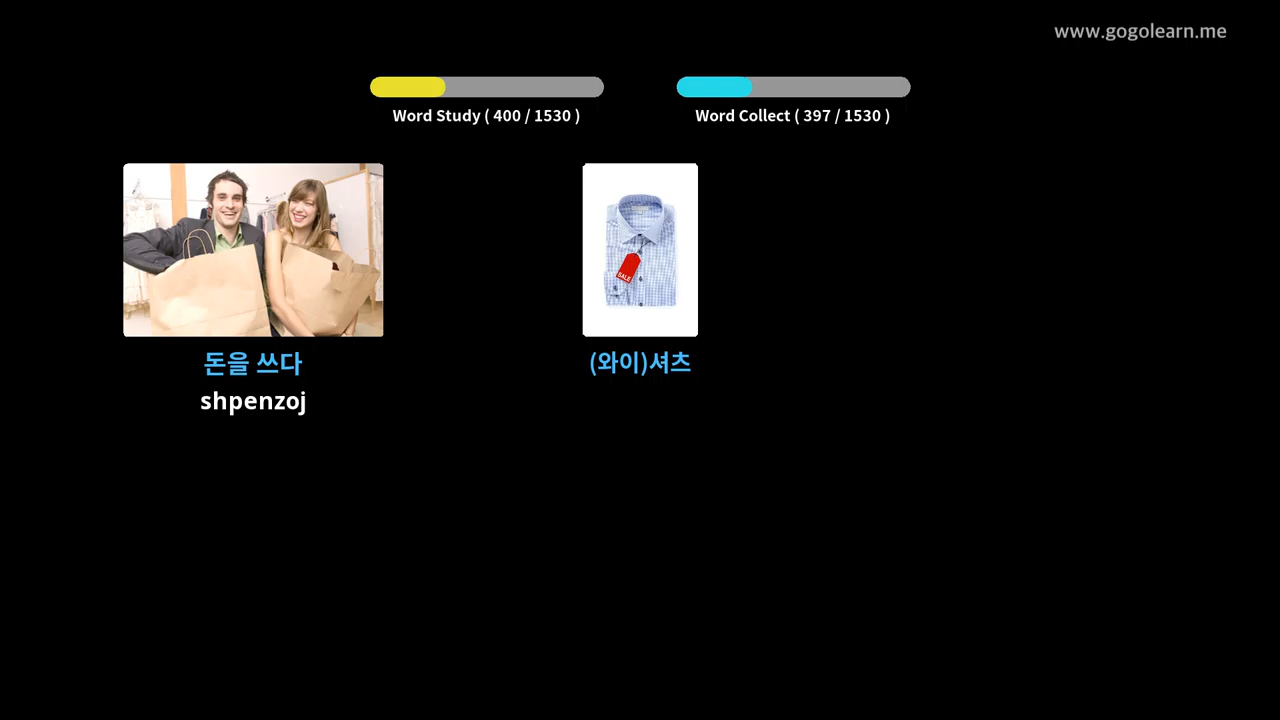 www.gogolearn.me
Word Study ( 400 / 1530 )
Word Collect ( 397 / 1530 )
돈을 쓰다
shpenzoj
SALE
(와이)셔츠